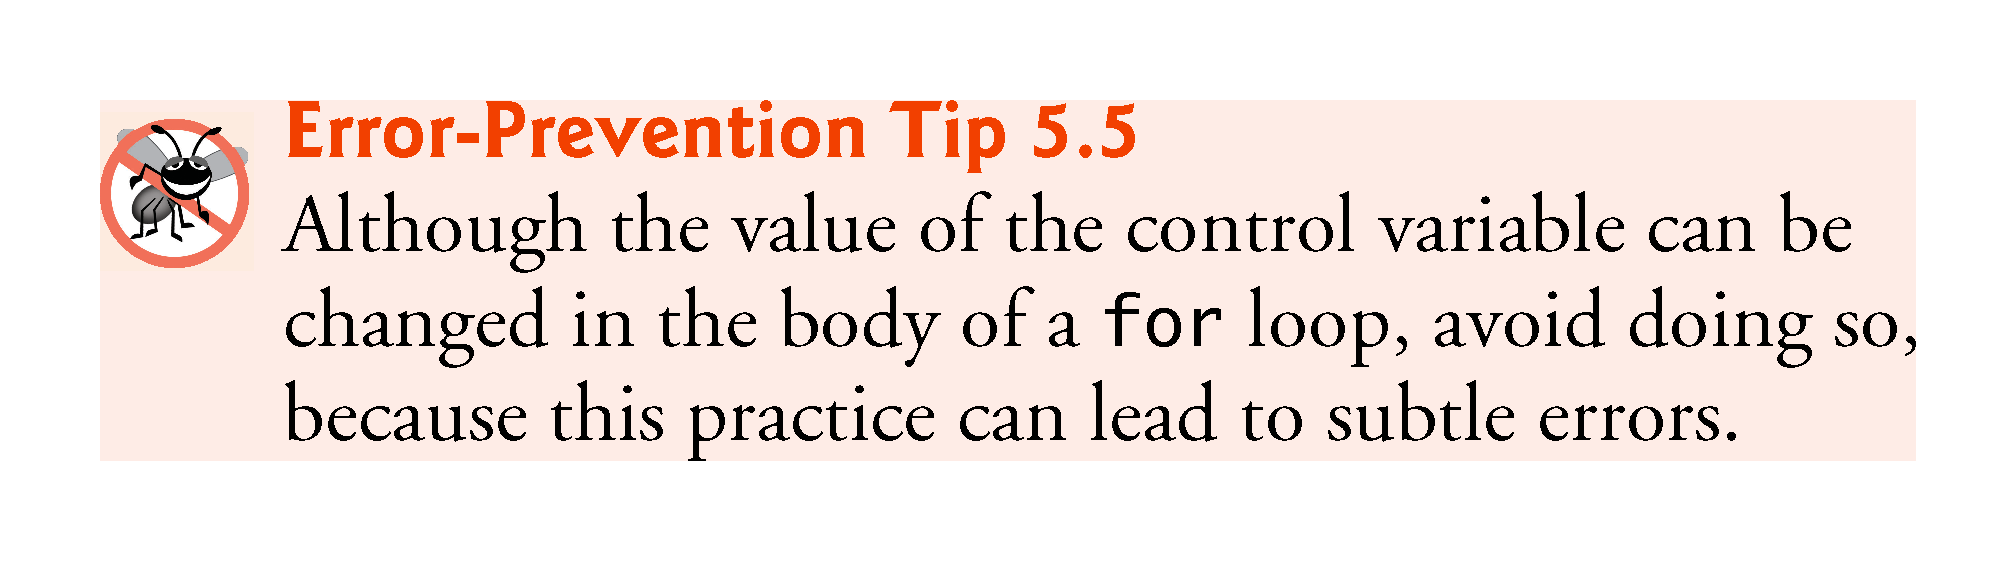 Error-Prevention Tip 5.5
Although the value of the control variable can be
changed in the body of a for loop, avoid doing so,
because this practice can lead to subtle errors.